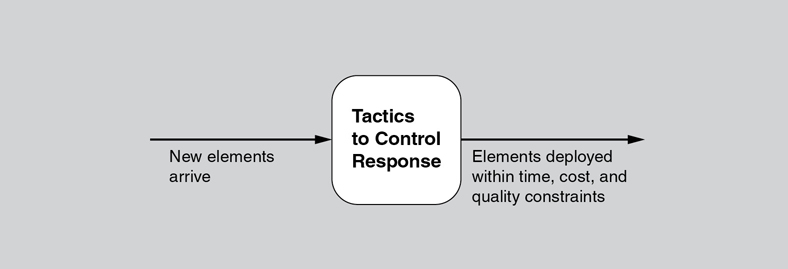 Tactics
to Control
Response
New elements
arrive
Elements deployed
within time, cost, and
quality constraints